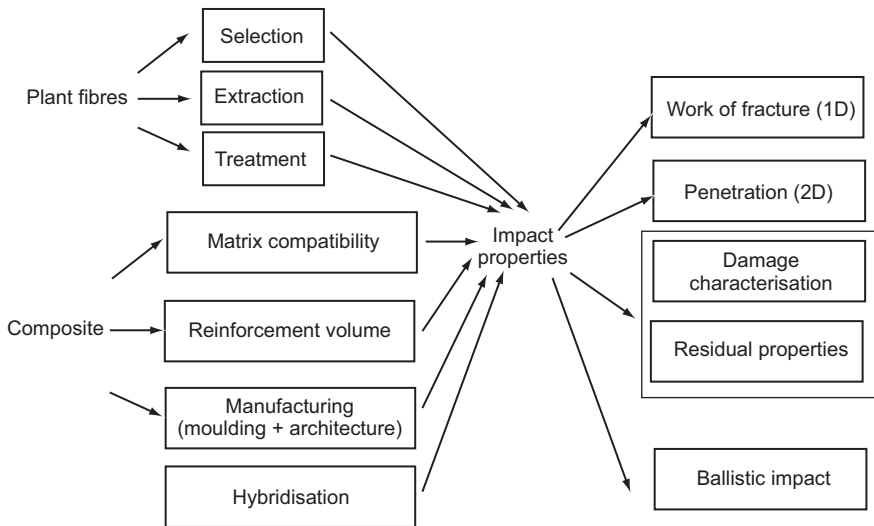 Plant fibres
Selection
Extraction
Treatment
Composite
Matrix compatibility
Reinforcement volume
Manufacturing
(moulding + architecture)
Hybridisation
Impact
properties
Work of fracture (1D)
Penetration (2D)
Damage
characterisation
Residual properties
Ballistic impact